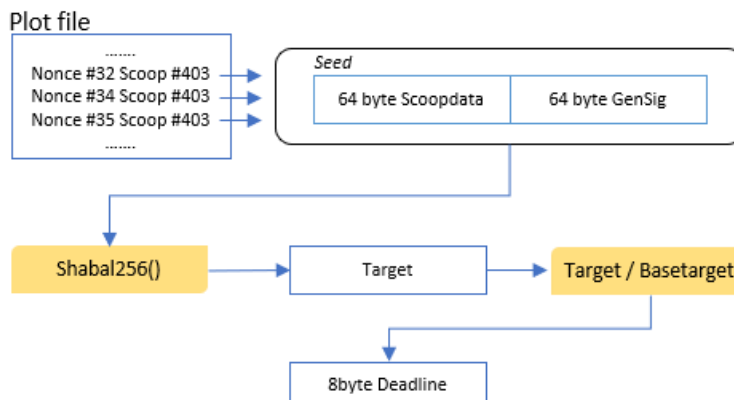 Plot file
.......
Nonce #32 Scoop #403
Nonce #34 Scoop #403
Nonce #35 Scoop #403
.......
Seed
64 byte Scoopdata
64 byte GenSig
Shabal256()
Target
Target / Basetarget
8byte Deadline